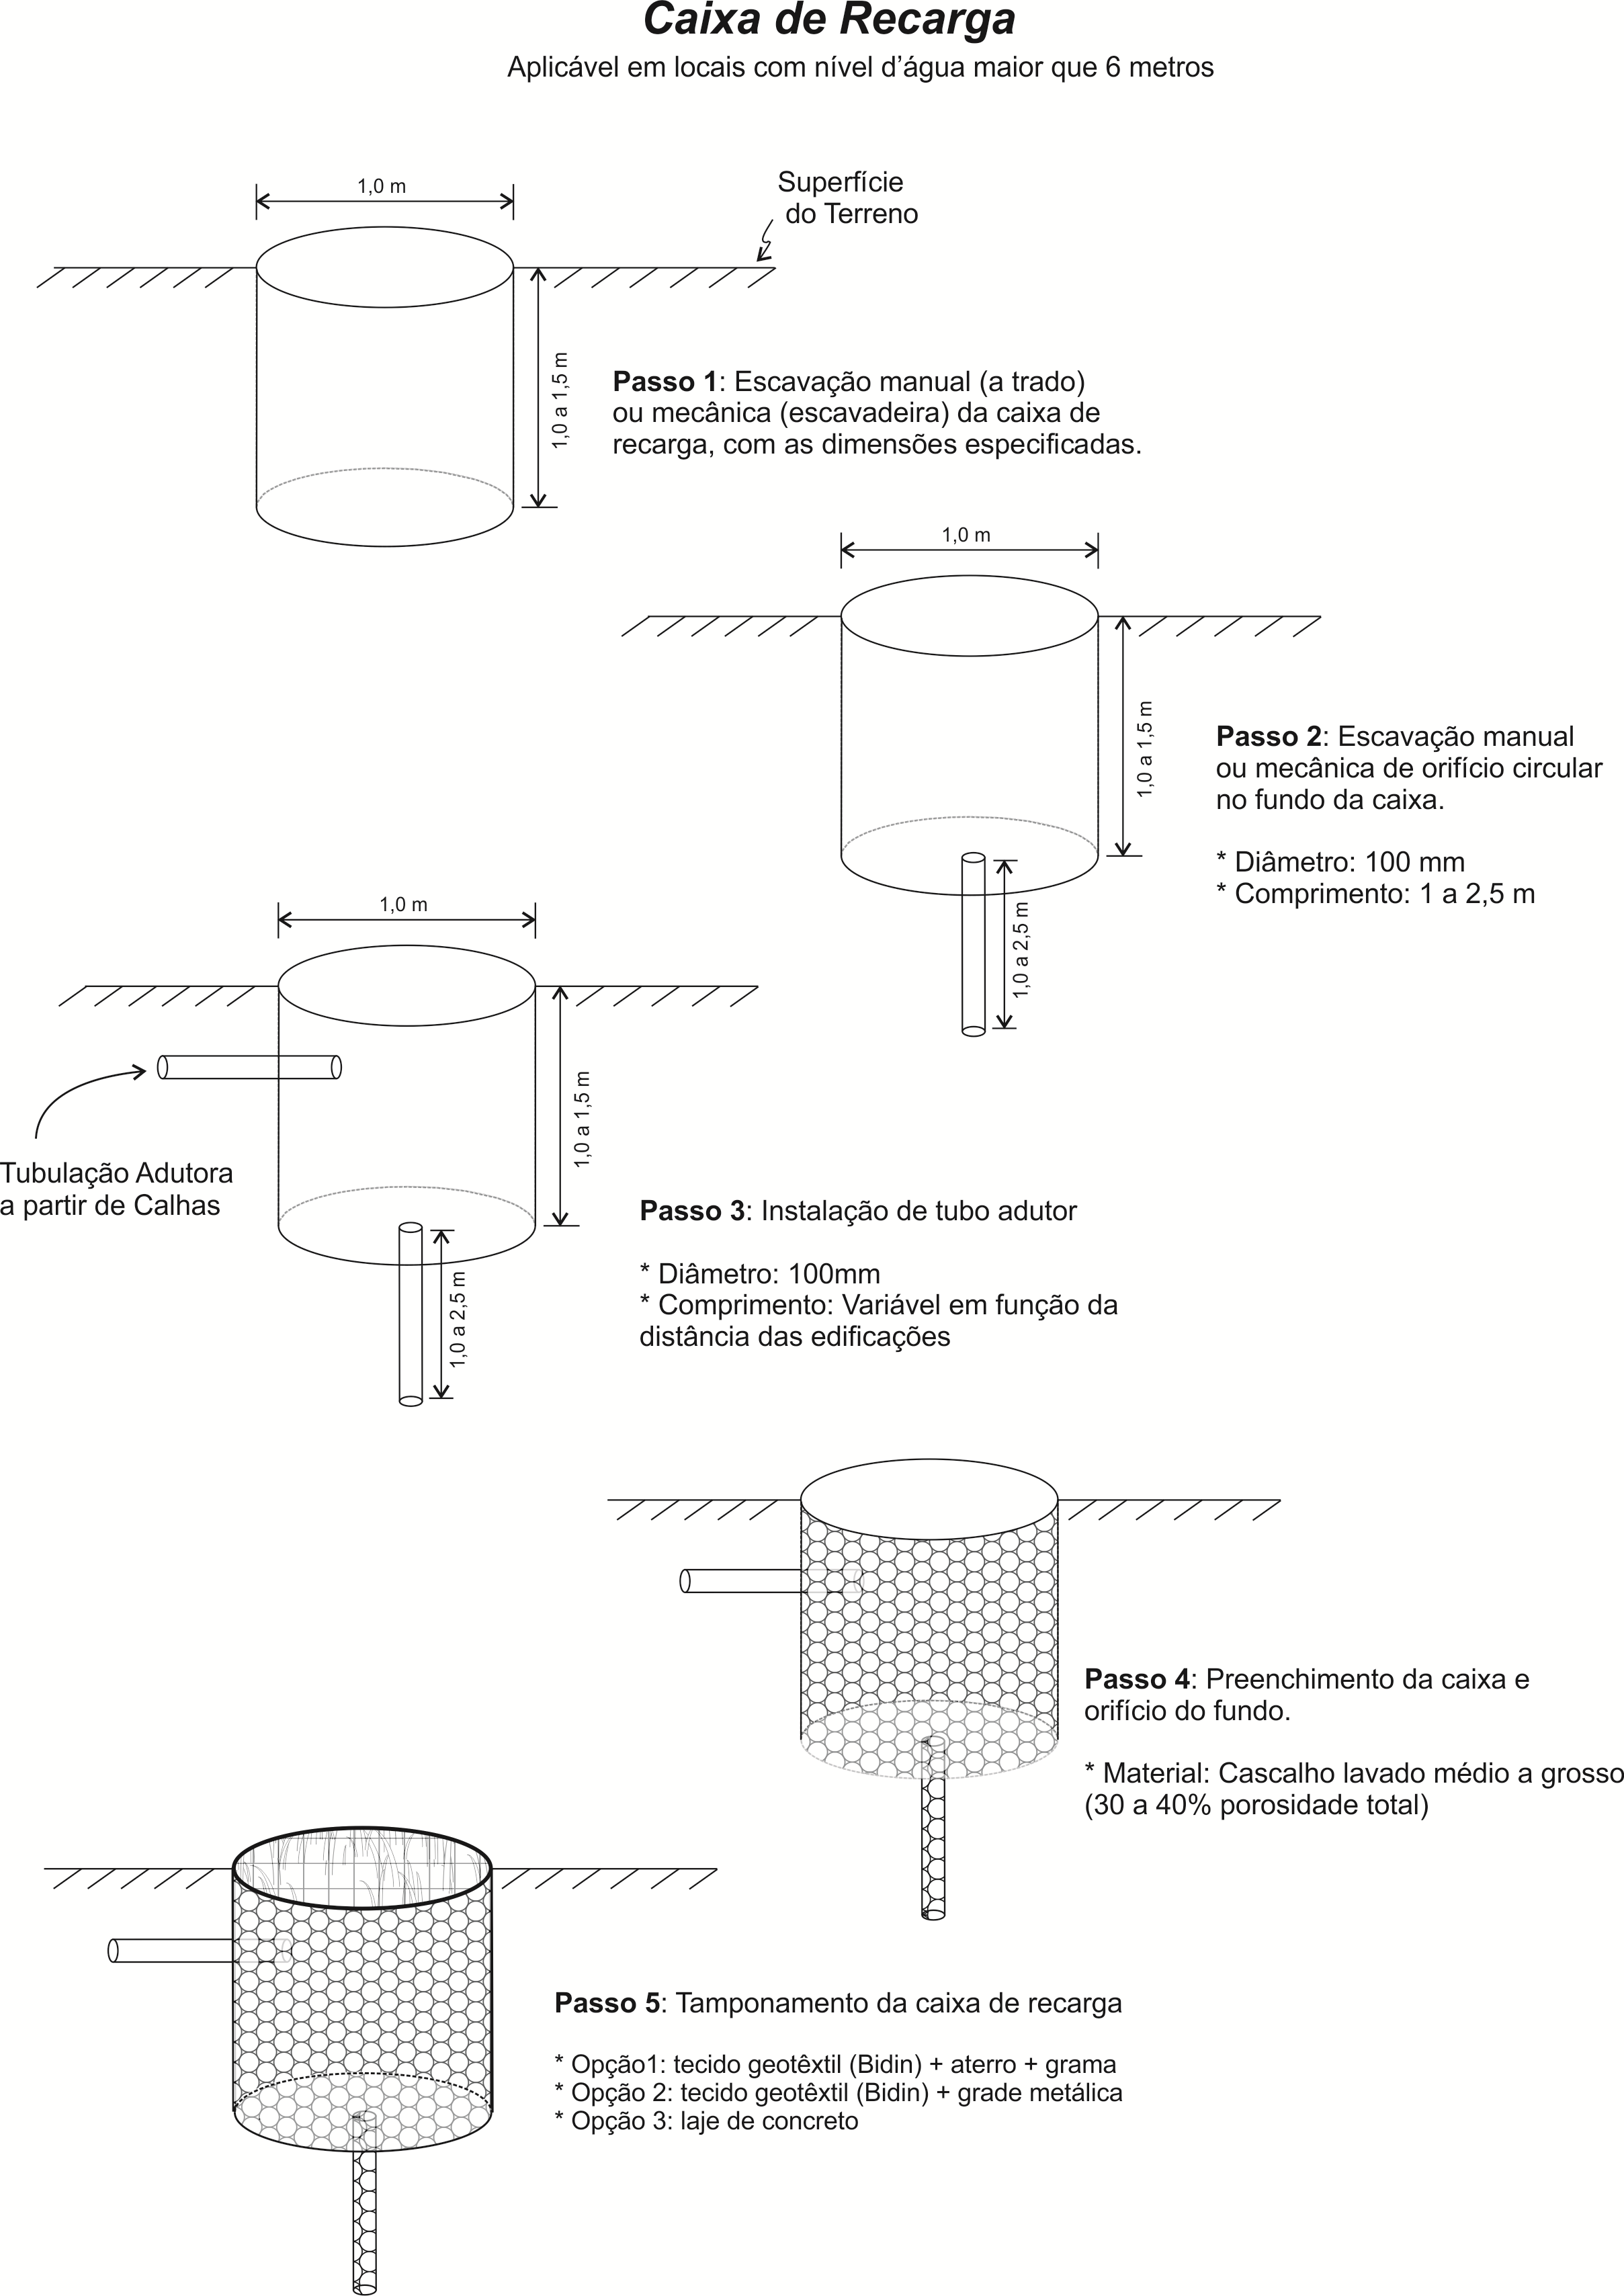 Caixa de Recarga
Aplicável em locais com nível d’água maior que 6 metros
1,0 m
Superfície
do Terreno
1,0 a 1,5 m
Passo 1: Escavação manual (a trado)
ou mecânica (escavadeira) da caixa de
recarga, com as dimensões especificadas.
1,0 m
1,0 a 1,5 m
Passo 2: Escavação manual
ou mecânica de orifício circular
no fundo da caixa.
* Diâmetro: 100 mm
* Comprimento: 1 a 2,5 m
1,0 a 2,5 m
1,0 m
1,0 a 1,5 m
Tubulação Adutora
a partir de Calhas
1,0 a 2,5 m
Passo 3: Instalação de tubo adutor
* Diâmetro: 100mm
* Comprimento: Variável em função da
distância das edificações
Passo 4: Preenchimento da caixa e
orifício do fundo.
* Material: Cascalho lavado médio a grosso
(30 a 40% porosidade total)
Passo 5: Tamponamento da caixa de recarga
* Opção1: tecido geotêxtil (Bidin) + aterro + grama
* Opção 2: tecido geotêxtil (Bidin) + grade metálica
* Opção 3: laje de concreto